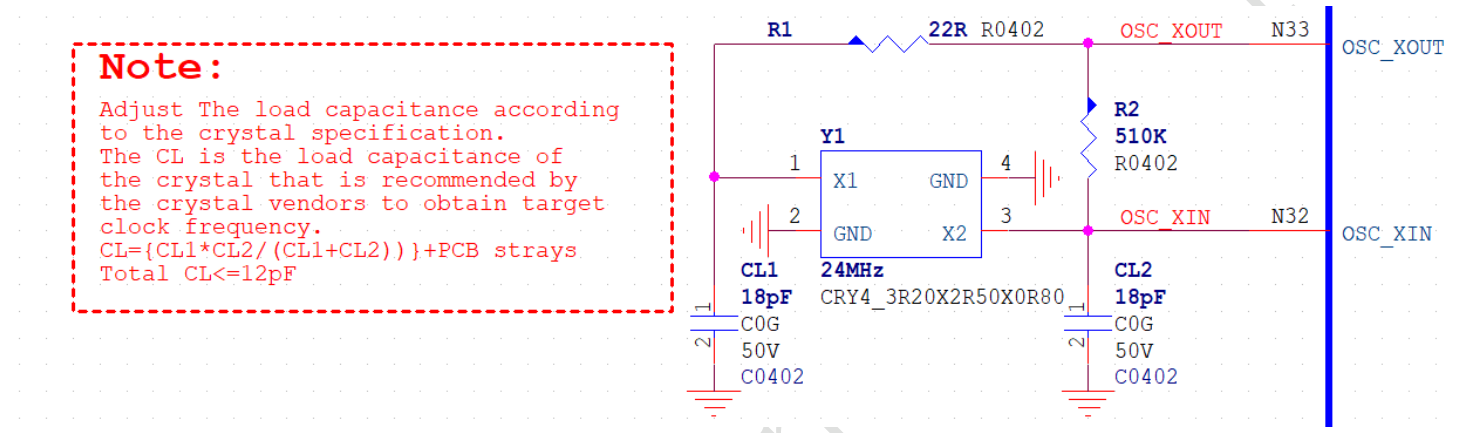 Note:
Adjust The load capacitance according
to the crystal specification.
The CL is the load capacitance of
the crystal that is recommended by
the crystal vendors to obtain target
clock frequency.
CL={CL1*CL2/(CL1+CL2))}+PCB strays
Total CL<=12pF
R1
22R R0402
OSC_XOUT
N33
OSC_XOUT
R2
510K
R0402
Y1
1
X1
GND
4
2
GND
X2
3
24MHz
CRY4_3R20X2R50X0R80
OSC_XIN
N32
OSC_XIN
CL1
18pF
C0G
50V
C0402
1
2
CL2
18pF
C0G
50V
C0402
1
2